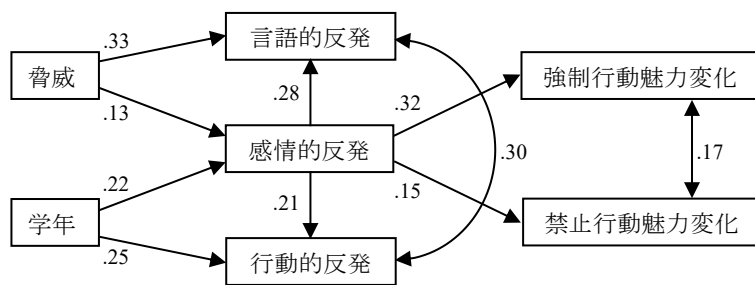 .33
言語的反発
脅威
強制行動魅力変化
.28
.32
.13
感情的反発
.30
.17
.22
.21
.15
学年
禁止行動魅力変化
.25
行動的反発